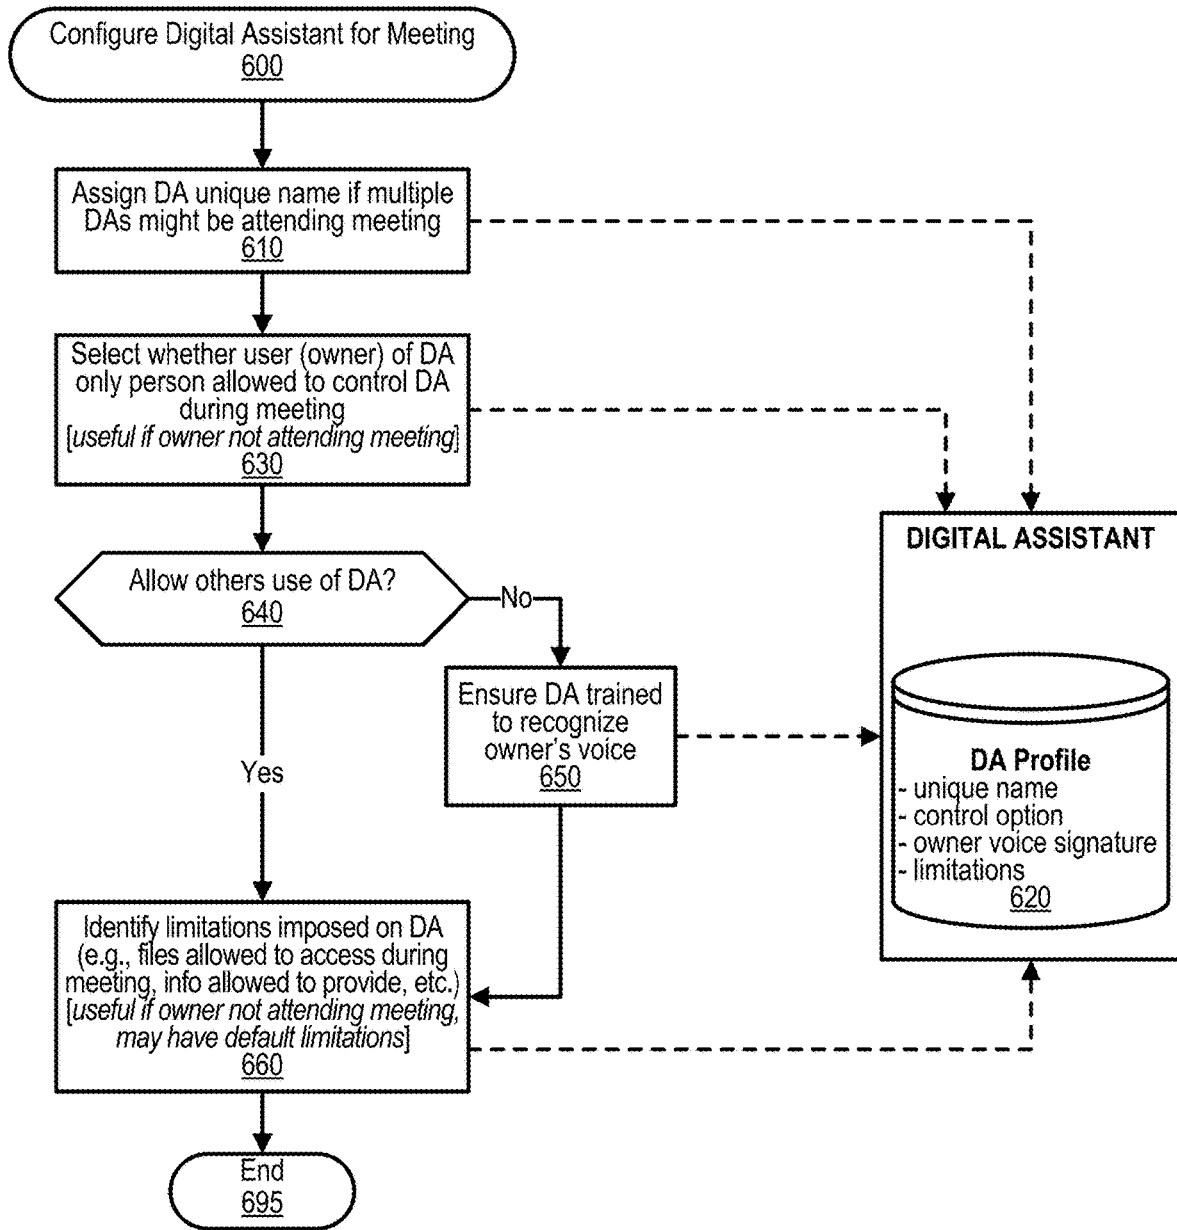 Configure Digital Assistant for Meeting
600
Assign DA unique name if multiple
DAs might be attending meeting
610
Select whether user (owner) of DA
only person allowed to control DA
during meeting
[useful if owner not attending meeting]
630
Allow others use of DA?
640
No
Yes
Ensure DA trained
to recognize
owner's voice
650
Identify limitations imposed on DA
(e.g., files allowed to access during
meeting, info allowed to provide, etc.)
[useful if owner not attending meeting,
may have default limitations]
660
End
695
DIGITAL ASSISTANT
DA Profile
- unique name
- control option
- owner voice signature
- limitations
620